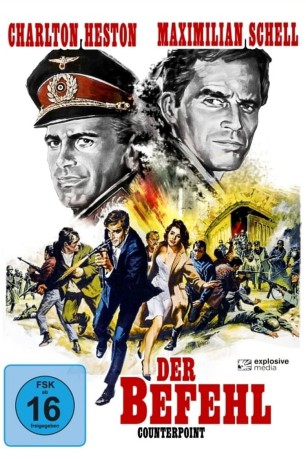 CHARLTON HESTON
MAXIMILIAN SCHELL
DER
BEFEHL
COUNTERPOINT
explosive
media
FSK
ab
16
freigegeben